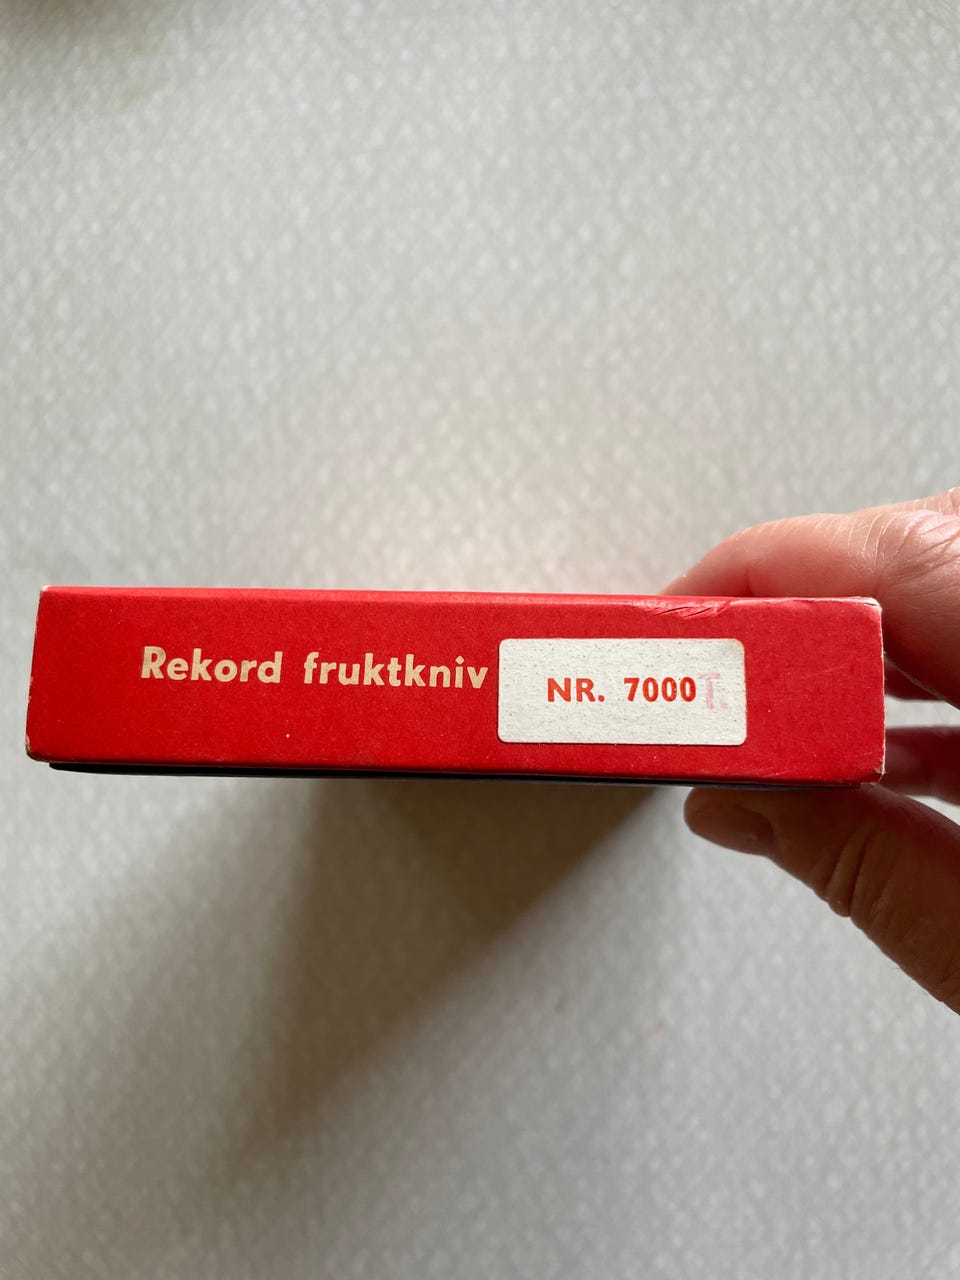 Rekord fruktkniv
NR. 7000 T.